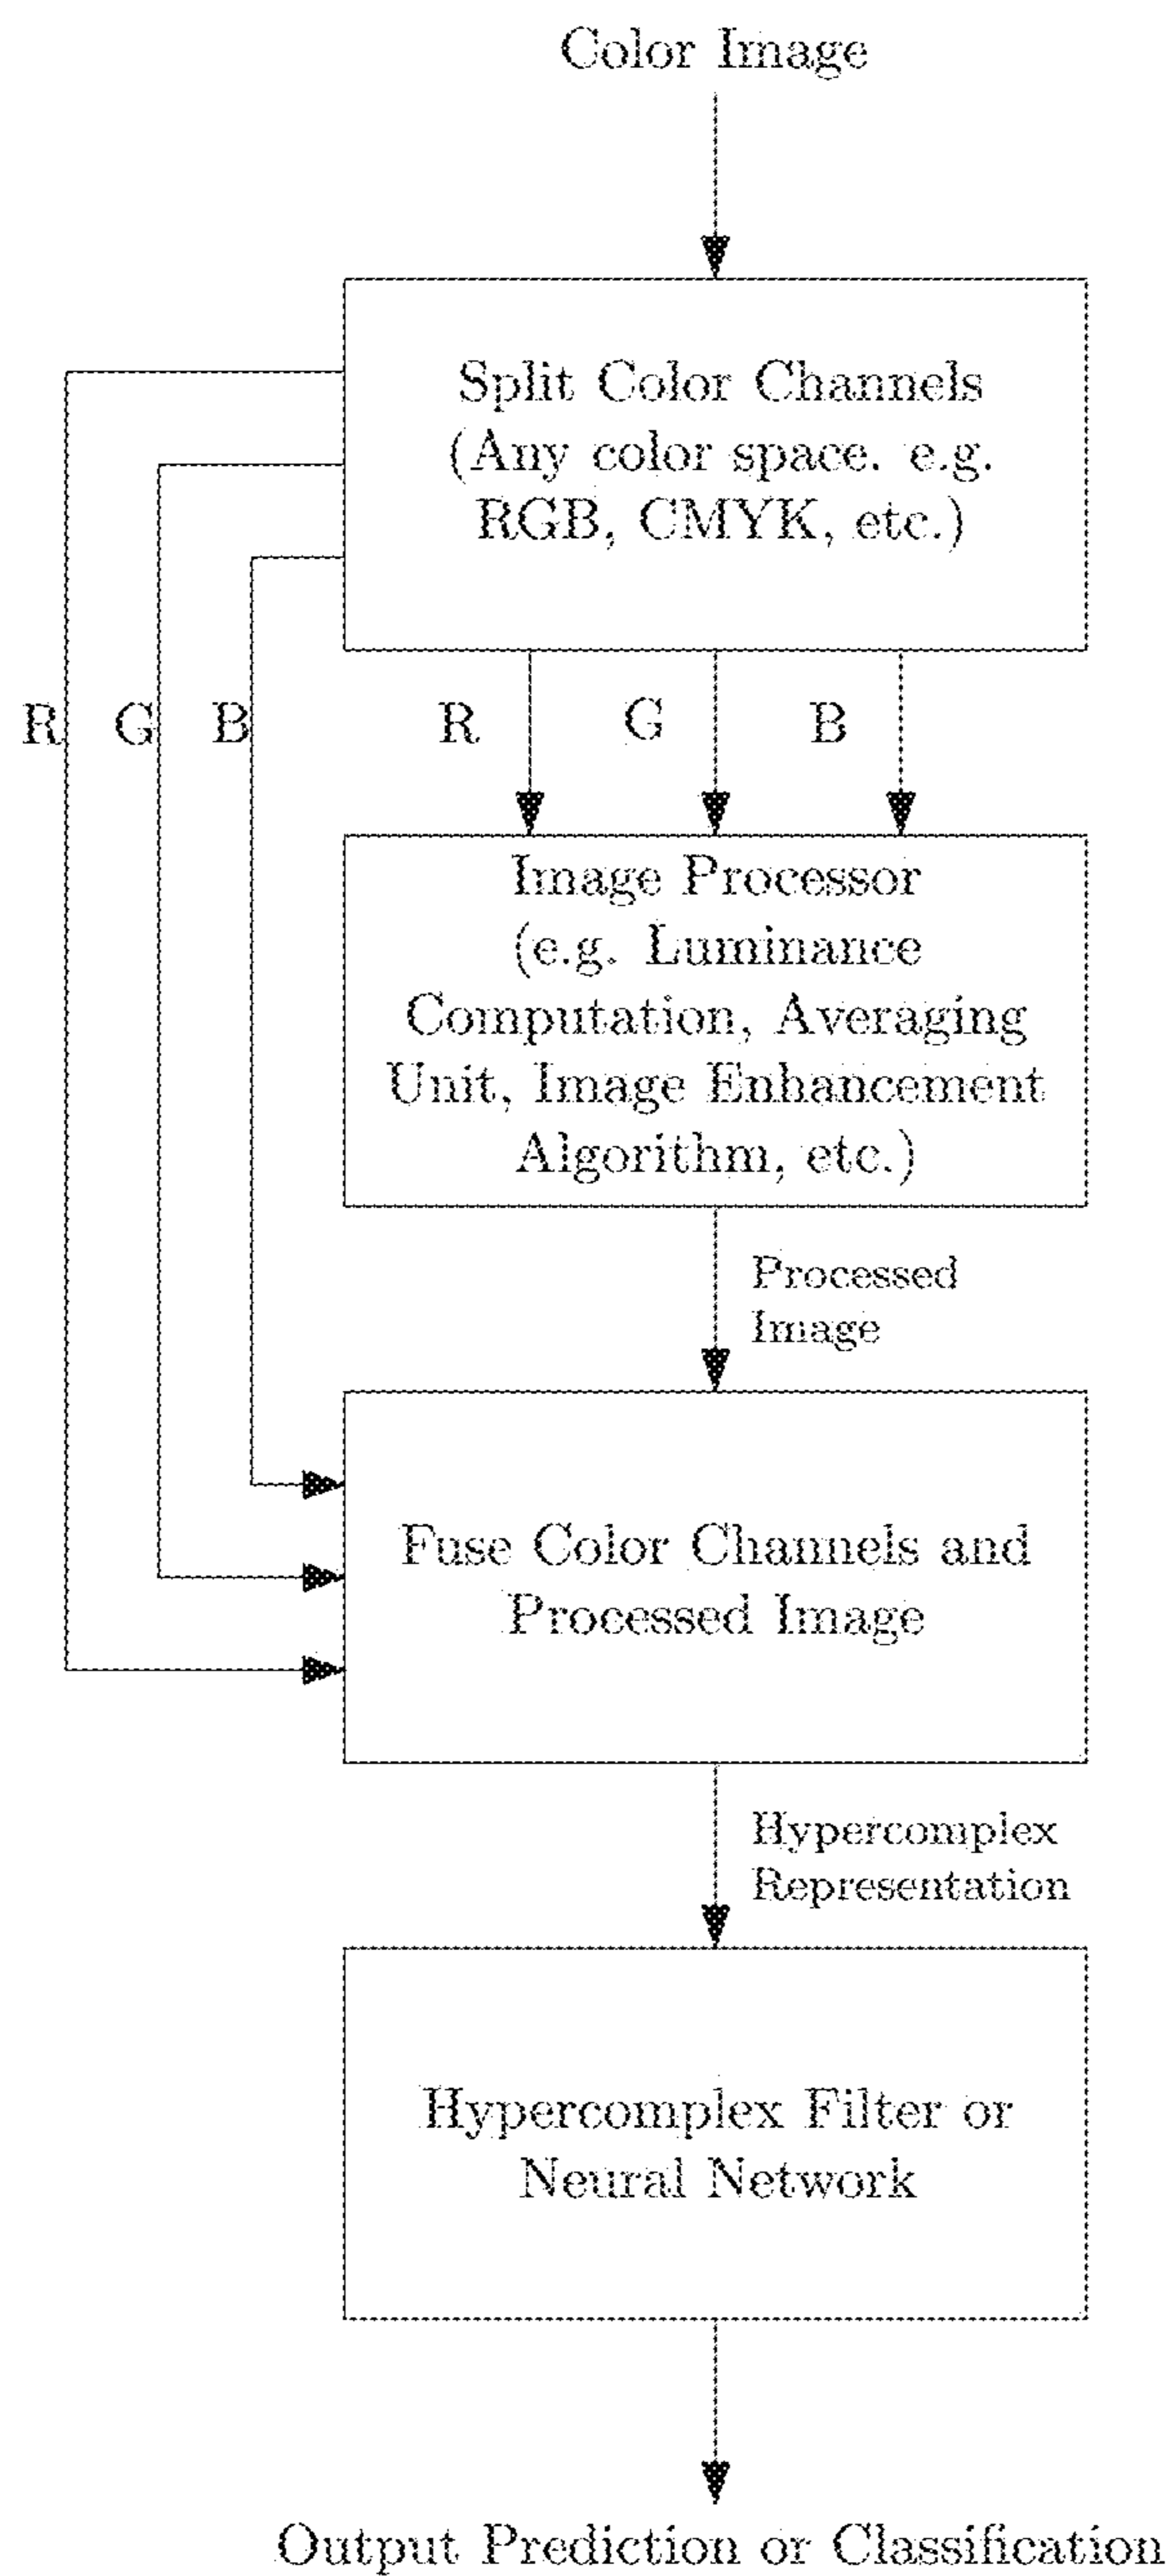 Color Image
Split Color Channels
(Any color space. e.g.
RGB, CMYK, etc.)
R G B R G B
Image Processor
(e.g. Luminance
Computation, Averaging
Unit, Image Enhancement
Algorithm, etc.)
Processed
Image
Fuse Color Channels and
Processed Image
Hypercomplex
Representation
Hypercomplex Filter or
Neural Network
Output Prediction or Classification